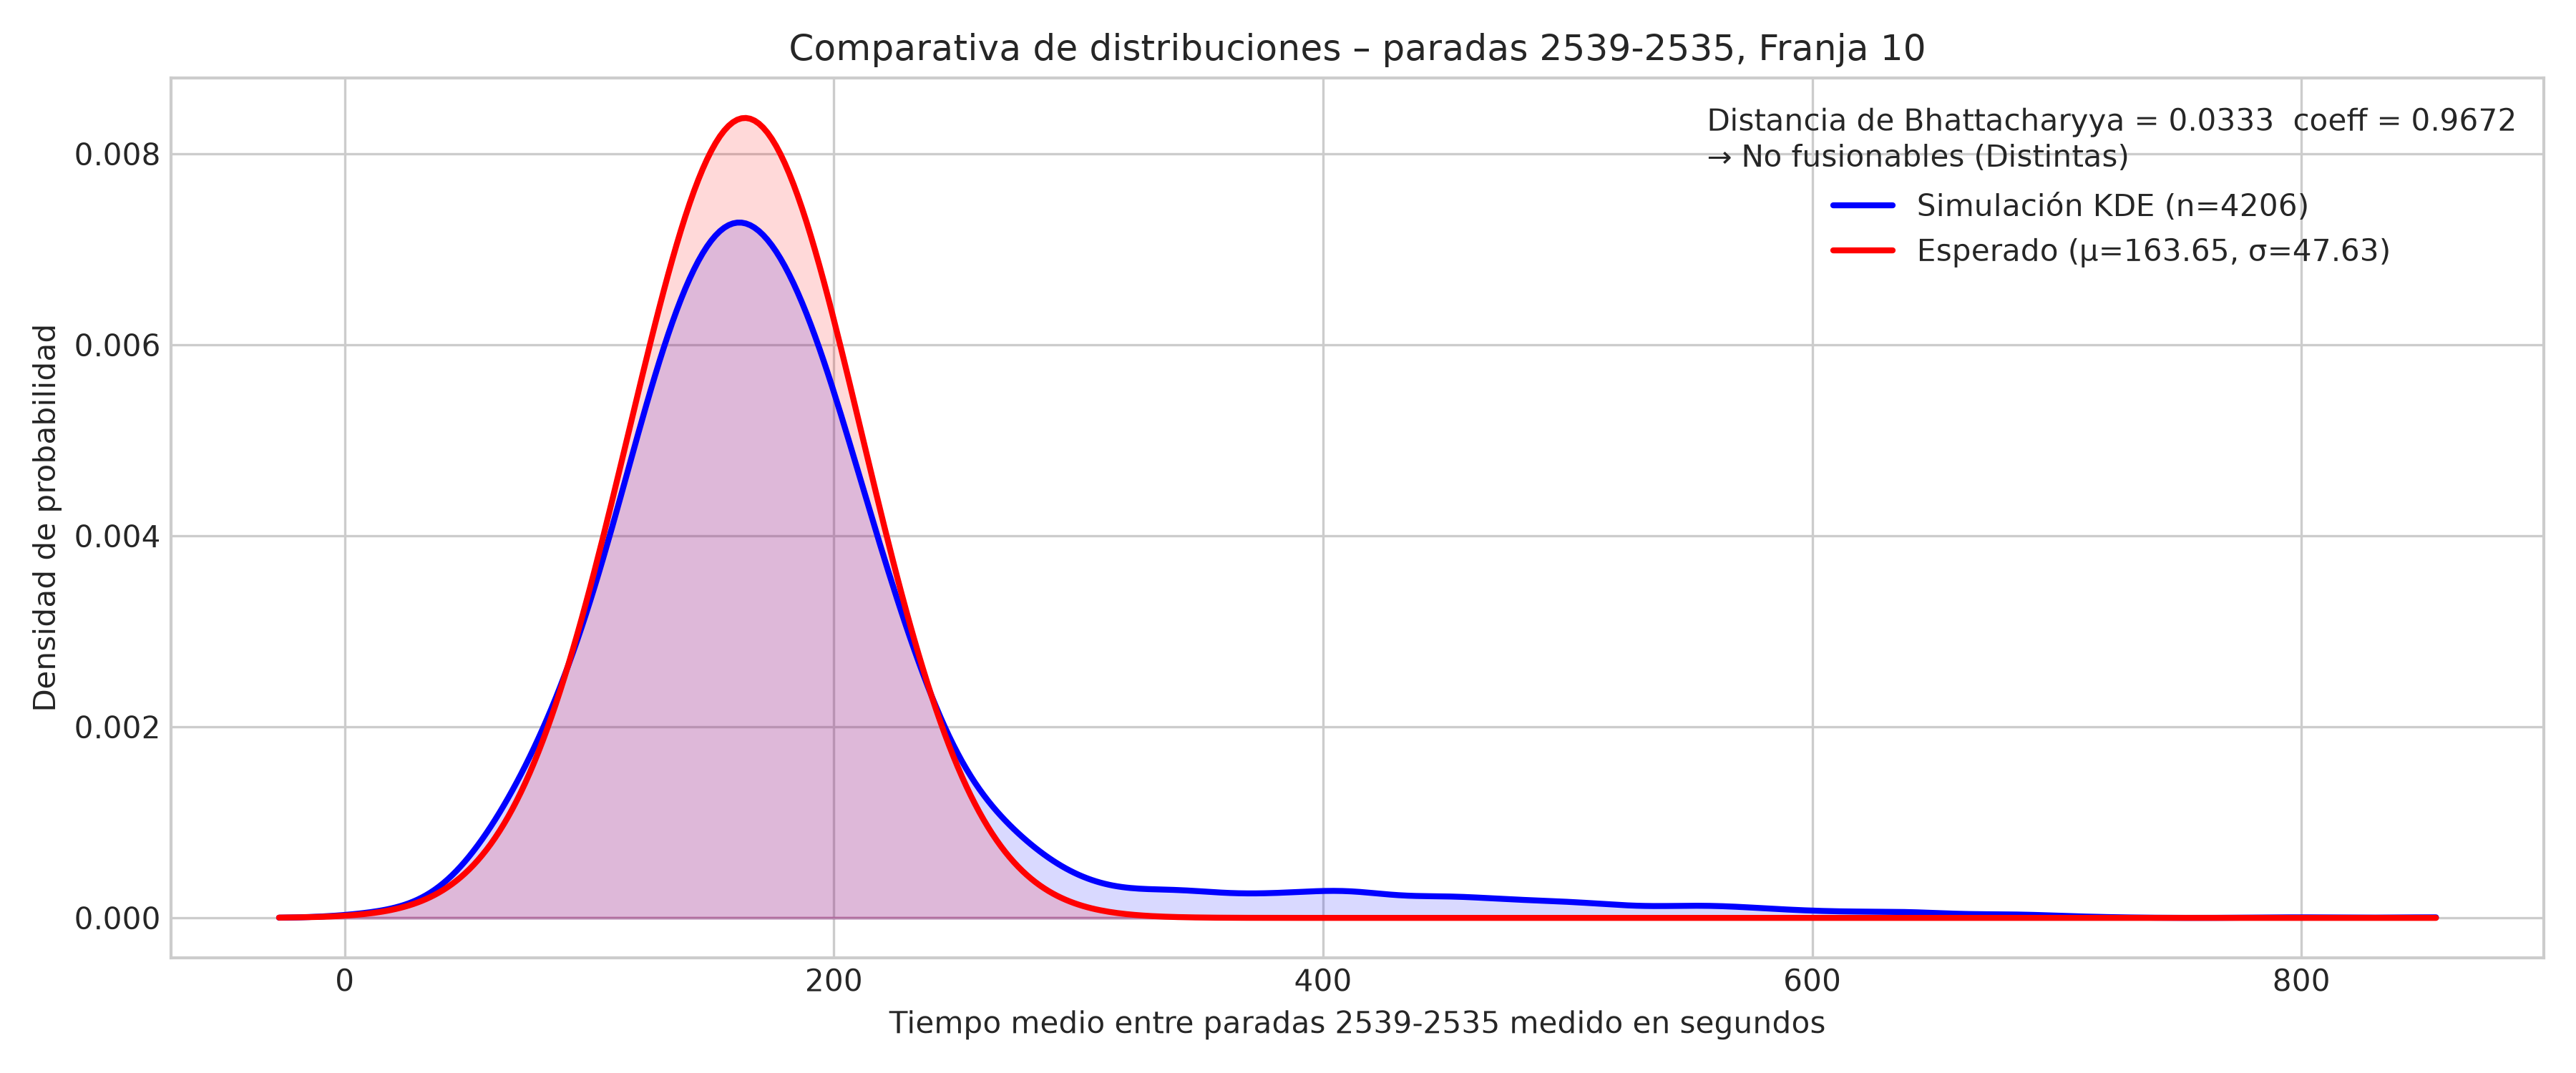 Comparativa de distribuciones – paradas 2539-2535, Franja 10
Distancia de Bhattacharyya = 0.0333  coeff = 0.9672
→ No fusionables (Distintas)
Simulación KDE (n=4206)
Esperado (μ=163.65, σ=47.63)
Densidad de probabilidad
0.008
0.006
0.004
0.002
0.000
0
200
400
600
800
Tiempo medio entre paradas 2539-2535 medido en segundos